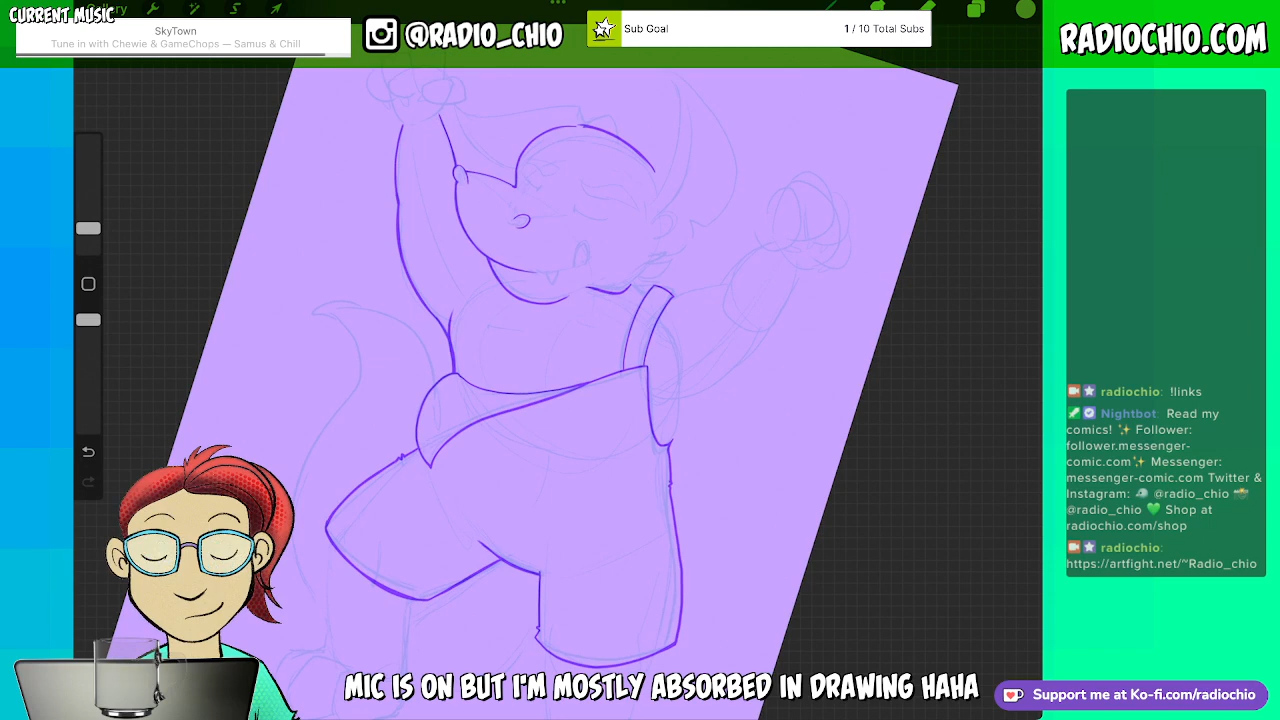 CURRENT MUSIC
Gallery
SkyTown
Tune in with Chewie & GameChops — Samus & Chill
@RADIO_CHIO
Sub Goal
1 / 10 Total Subs
RADIOCHIO.COM
radiochio: !links
Nightbot: Read my
comics! ✨ Follower:
follower.messenger-
comic.com✨ Messenger:
messenger-comic.com Twitter &
Instagram: @radio_chio
@radio_chio 💚 Shop at
radiochio.com/shop
radiochio:
https://artfight.net/~Radio_chio
MIC IS ON BUT I'M MOSTLY ABSORBED IN DRAWING HAHA
Support me at Ko-fi.com/radiochio